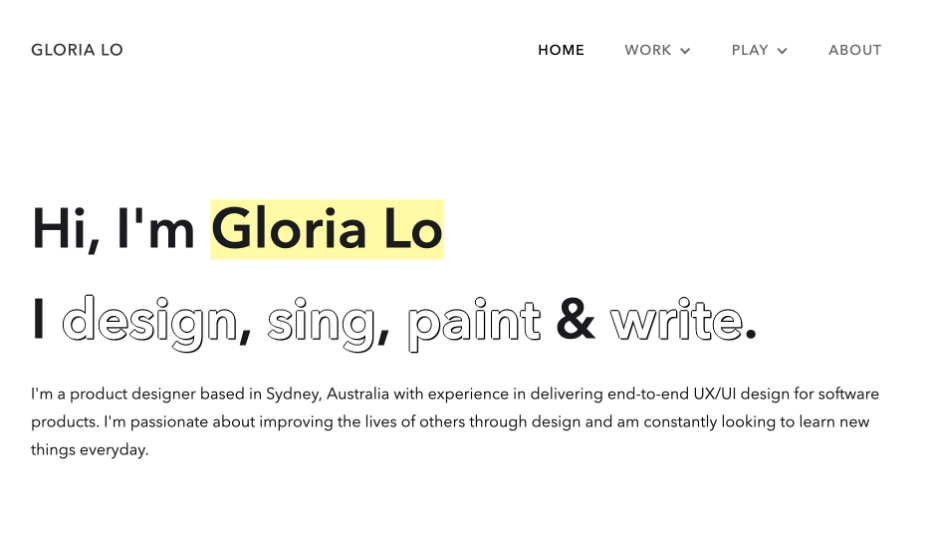 GLORIA LO
HOME WORK PLAY ABOUT
Hi, I'm Gloria Lo
I design, sing, paint & write.
I'm a product designer based in Sydney, Australia with experience in delivering end-to-end UX/UI design for software
products. I'm passionate about improving the lives of others through design and am constantly looking to learn new
things everyday.